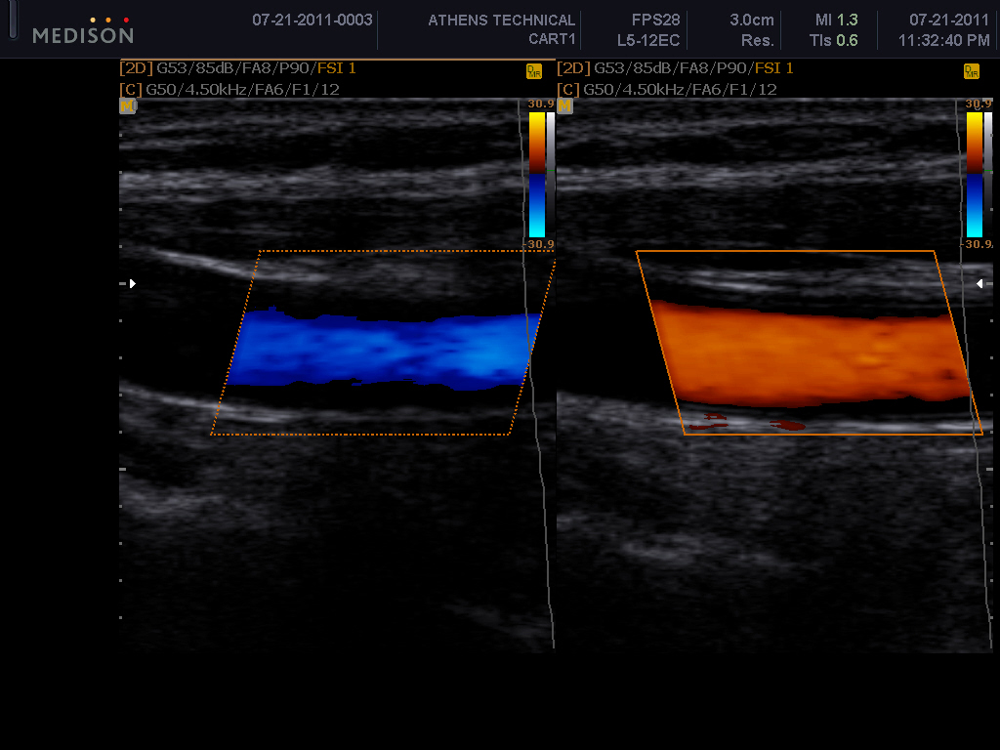 MEDISON
07-21-2011-0003
ATHENS TECHNICAL
CART1
FPS28
L5-12EC
3.0cm
Res.
MI 1.3
TIs 0.6
07-21-2011
11:32:40 PM
[2D] G53/85dB/FA8/P90/FSI 1
[C] G50/4.50kHz/FA6/F1/12
M
30.9
-30.9
[2D] G53/85dB/FA8/P90/FSI 1
[C] G50/4.50kHz/FA6/F1/12
M
30.9
-30.9